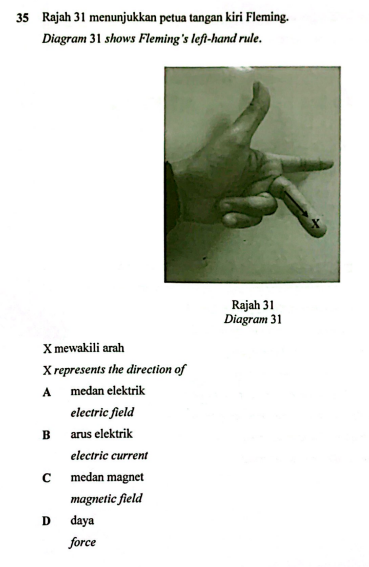 35 Rajah 31 menunjukkan petua tangan kiri Fleming.
Diagram 31 shows Fleming's left-hand rule.
X
Rajah 31
Diagram 31
X mewakili arah
X represents the direction of
A medan elektrik
electric field
B arus elektrik
electric current
C medan magnet
magnetic field
D daya
force